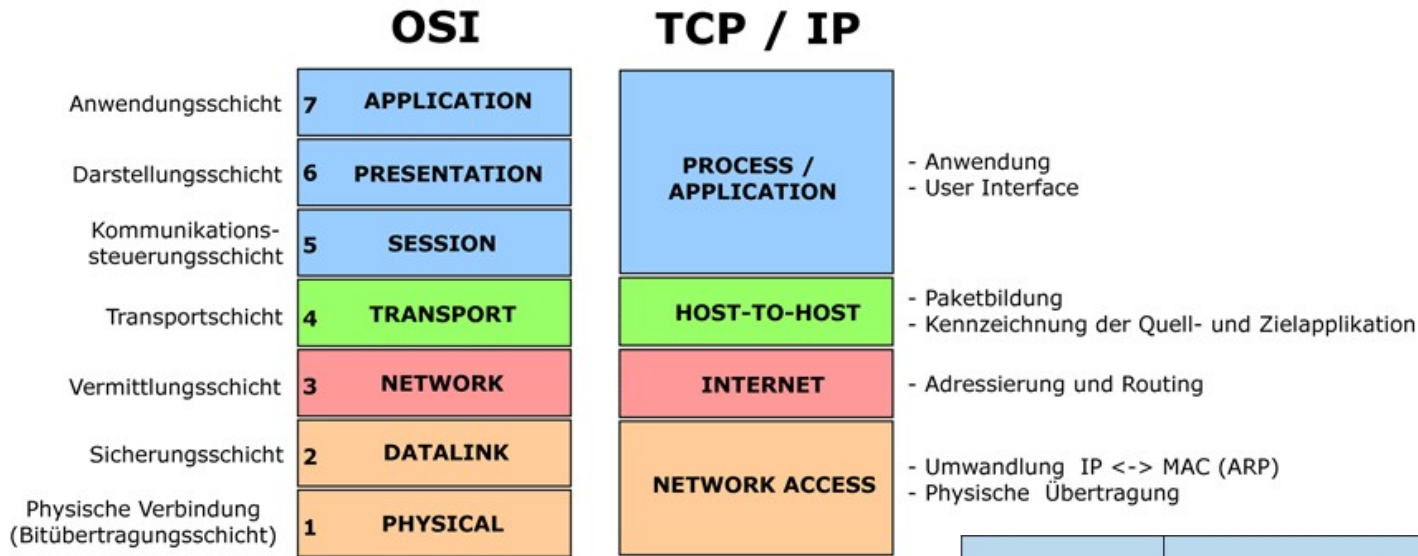 OSI
TCP / IP
Anwendungsschicht
7 APPLICATION
Darstellungsschicht
6 PRESENTATION
Kommunikations-
steuerungsschicht
5 SESSION
PROCESS /
APPLICATION
- Anwendung
- User Interface
Transportschicht
4 TRANSPORT
HOST-TO-HOST
- Paketbildung
- Kennzeichnung der Quell- und Zielapplikation
Vermittlungsschicht
3 NETWORK
INTERNET
- Adressierung und Routing
Sicherungsschicht
2 DATALINK
Physische Verbindung
(Bitübertragungsschicht)
1 PHYSICAL
NETWORK ACCESS
- Umwandlung IP <-> MAC (ARP)
- Physische Übertragung